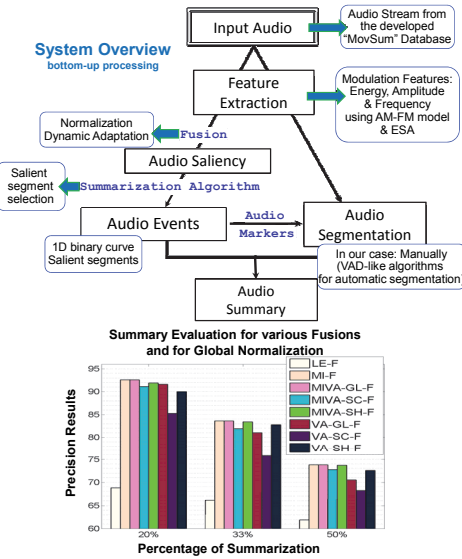 Input Audio
Audio Stream from
the developed
“MovSum” Database
System Overview
bottom-up processing
Feature
Extraction
Modulation Features:
Energy, Amplitude
& Frequency
using AM-FM model
& ESA
Normalization
Dynamic Adaptation
Fusion
Audio Saliency
Salient
segment
selection
Summarization Algorithm
Audio Events
Audio
Markers
Audio
Segmentation
1D binary curve
Salient segments
In our case: Manually
(VAD-like algorithms
for automatic segmentation)
Audio
Summary
Summary Evaluation for various Fusions
and for Global Normalization
LE-F
MI-F
MIVA-GL-F
MIVA-SC-F
MIVA-SH-F
VA-GL-F
VA-SC-F
VA-SH-F
Precision Results
95
90
85
80
75
70
65
60
20%
33%
50%
Percentage of Summarization